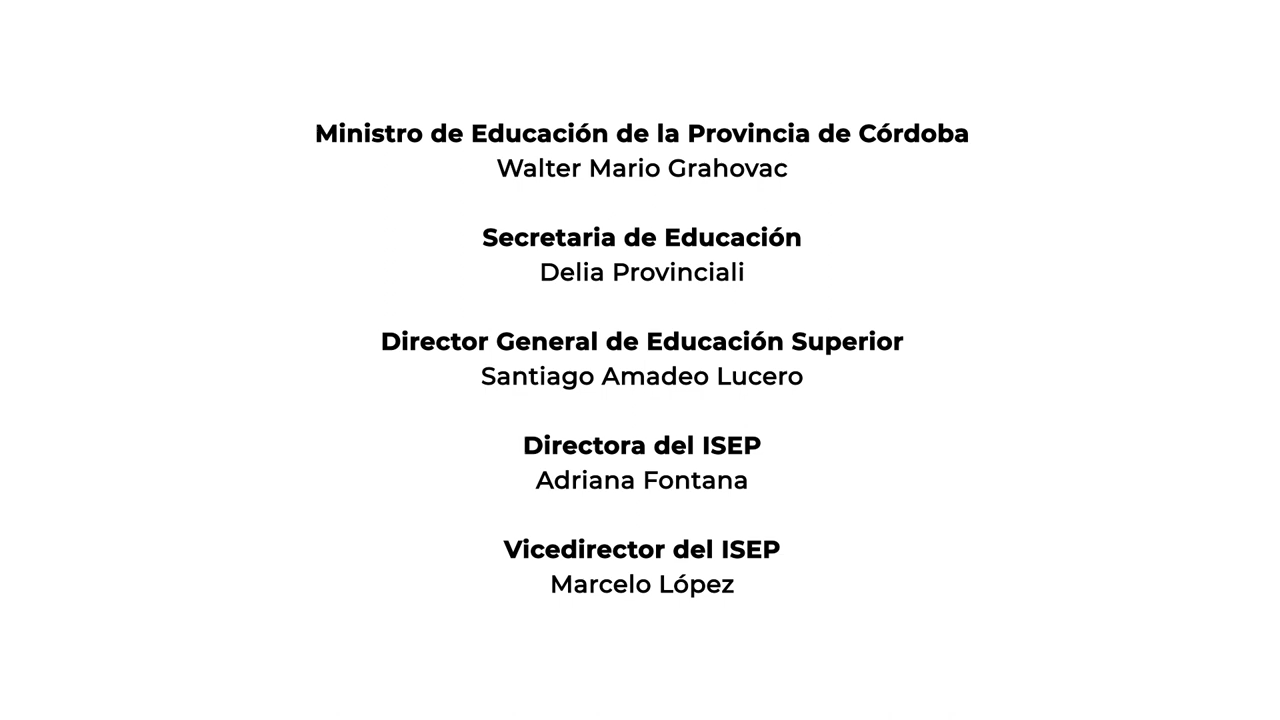 Ministro de Educación de la Provincia de Córdoba
Walter Mario Grahovac
Secretaria de Educación
Delia Provinciali
Director General de Educación Superior
Santiago Amadeo Lucero
Directora del ISEP
Adriana Fontana
Vicedirector del ISEP
Marcelo López